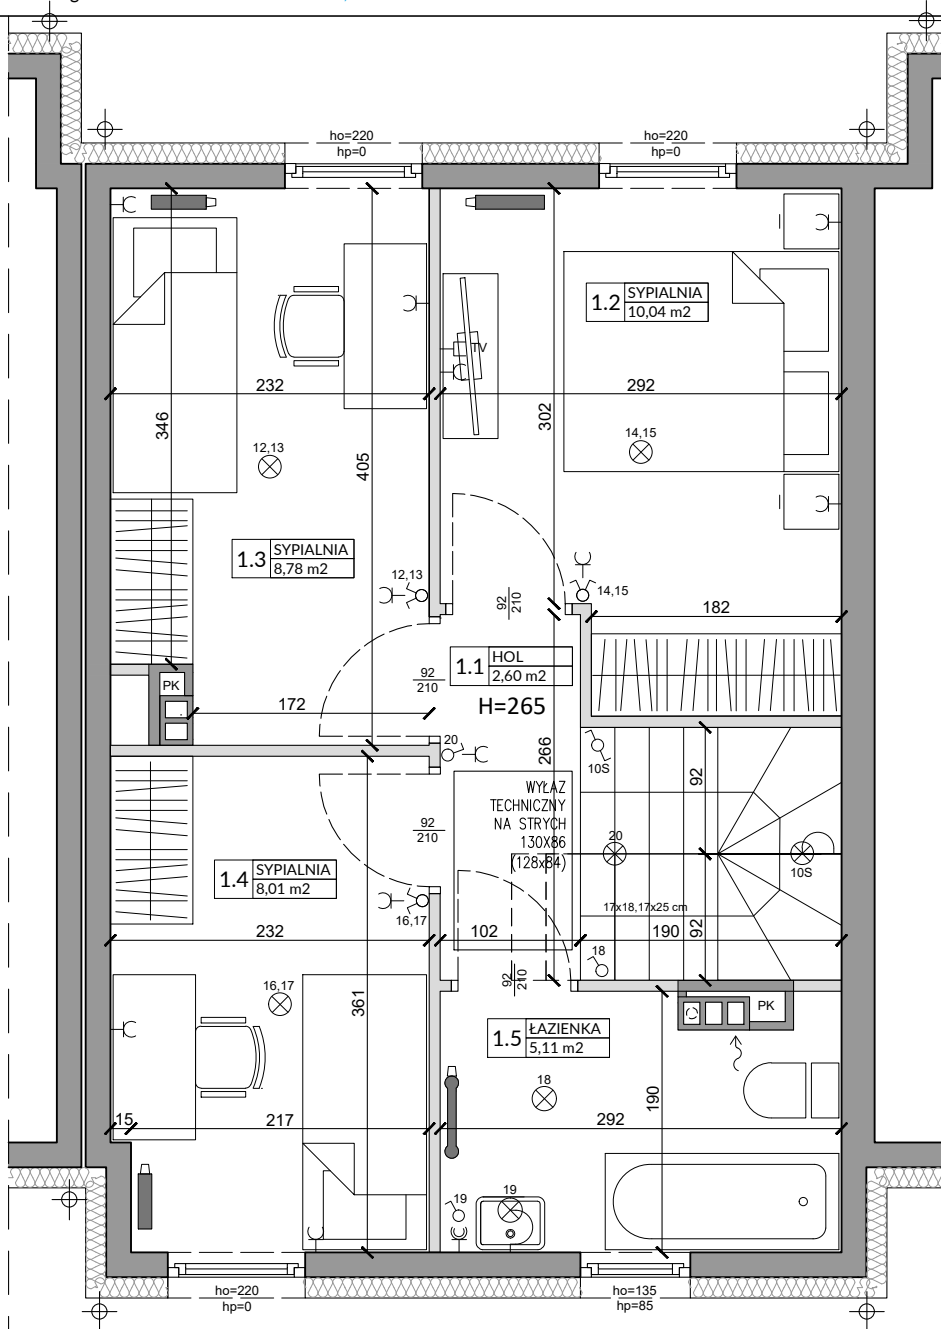 ho=220
hp=0
ho=220
hp=0
1.2
SYPIALNIA
10,04 m2
TV
232
292
346
302
405
12,13
14,15
1.3
SYPIALNIA
8,78 m2
12,13
14,15
92
210
182
1.1
HOL
2,60 m2
92
210
PK
H=265
172
20
266
10S
92
WYŁAZ
TECHNICZNY
NA STRYCH
130X86
(128x84)
92
210
20
10S
1.4
SYPIALNIA
8,01 m2
16,17
17x18,17x25 cm
232
102
190
92
18
92
210
16,17
361
PK
1.5
ŁAZIENKA
5,11 m2
18
190
15
217
292
19
19
ho=220
hp=0
ho=135
hp=85